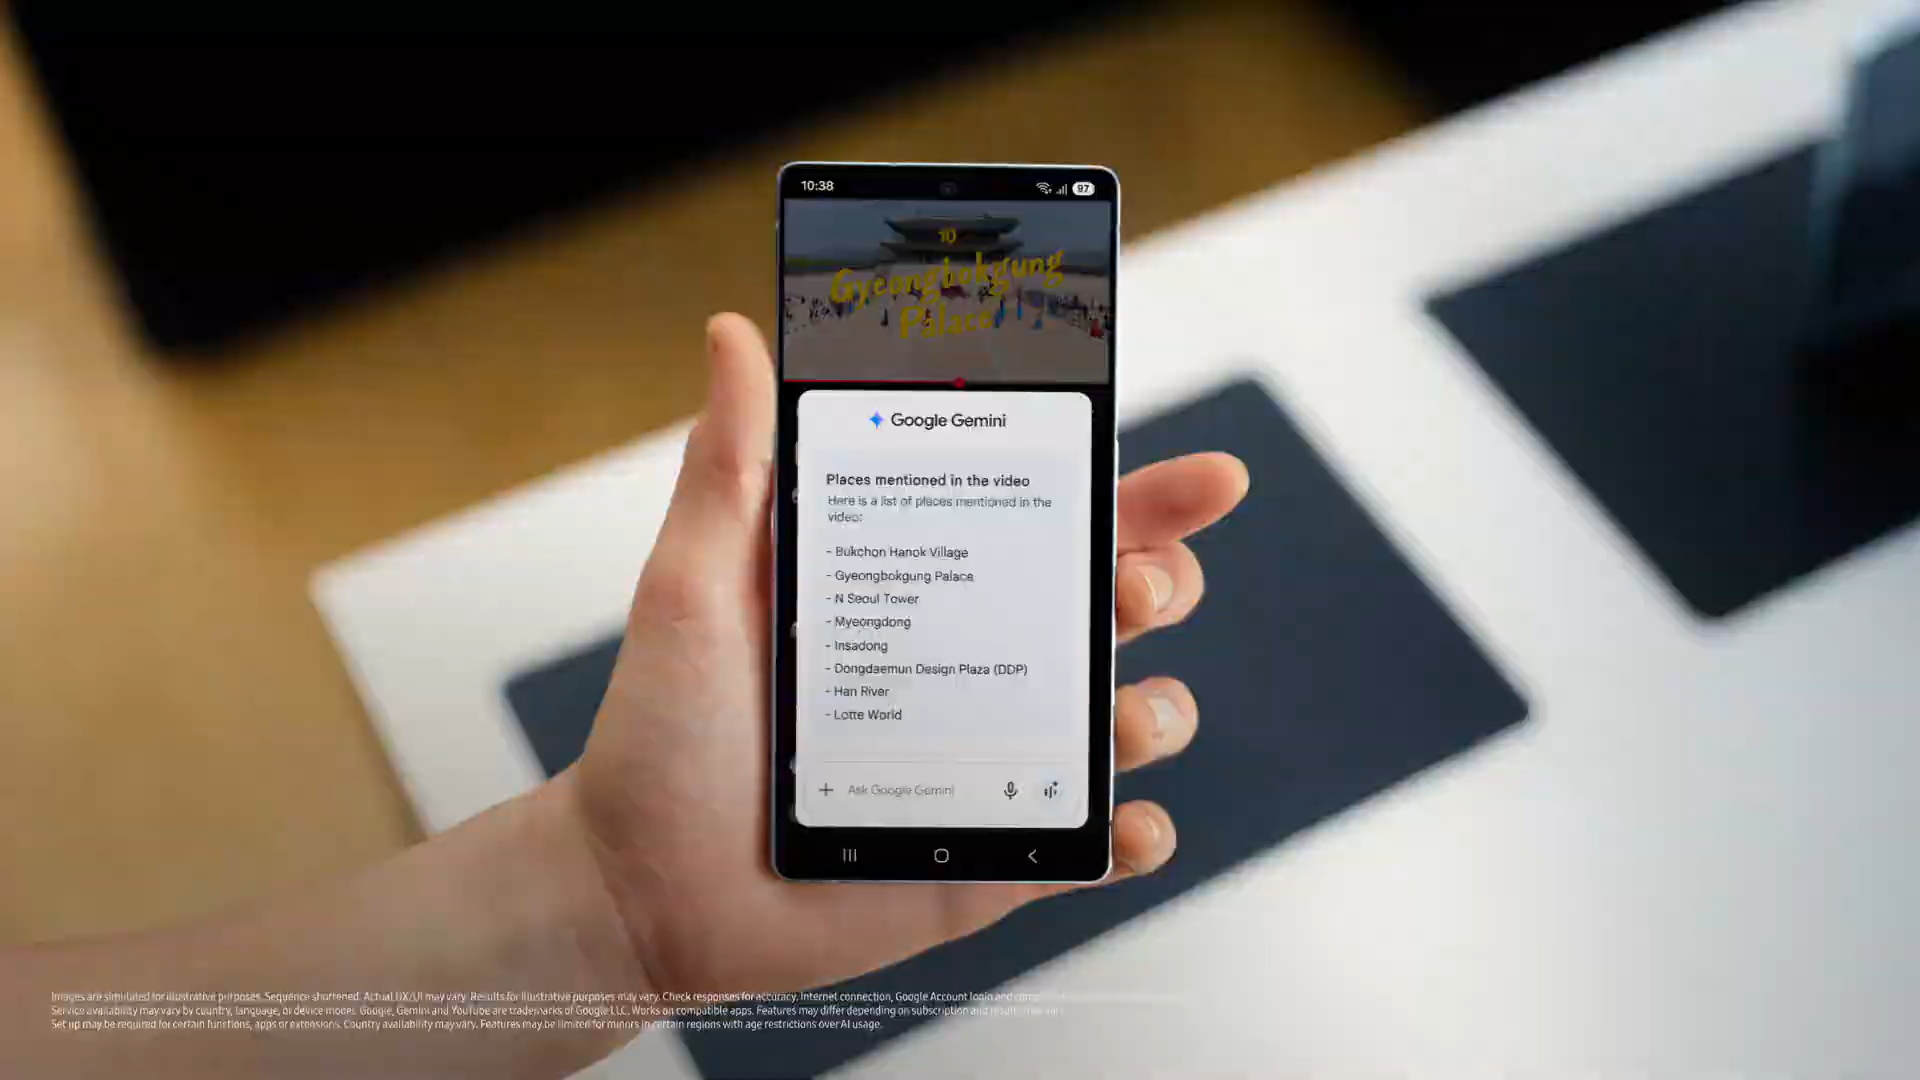 10:38
97
10
Gyeongbokgung
Palace
Google Gemini
Places mentioned in the video
Here is a list of places mentioned in the
video:
- Bukchon Hanok Village
- Gyeongbokgung Palace
- N Seoul Tower
- Myeongdong
- Insadong
- Dongdaemun Design Plaza (DDP)
- Han River
- Lotte World
Ask Google Gemini
Images are simulated for illustrative purposes. Sequence shortened. Actual UX/UI may vary. Results for illustrative purposes may vary. Check responses for accuracy. Internet connection, Google Account login and
Service availability may vary by country, language, or device model. Google, Gemini and YouTube are trademarks of Google LLC. Works on compatible apps. Features may differ depending on subscription and results may vary.
Set up may be required for certain functions, apps or extensions. Country availability may vary. Features may be limited for minors in certain regions with age restrictions over AI usage.